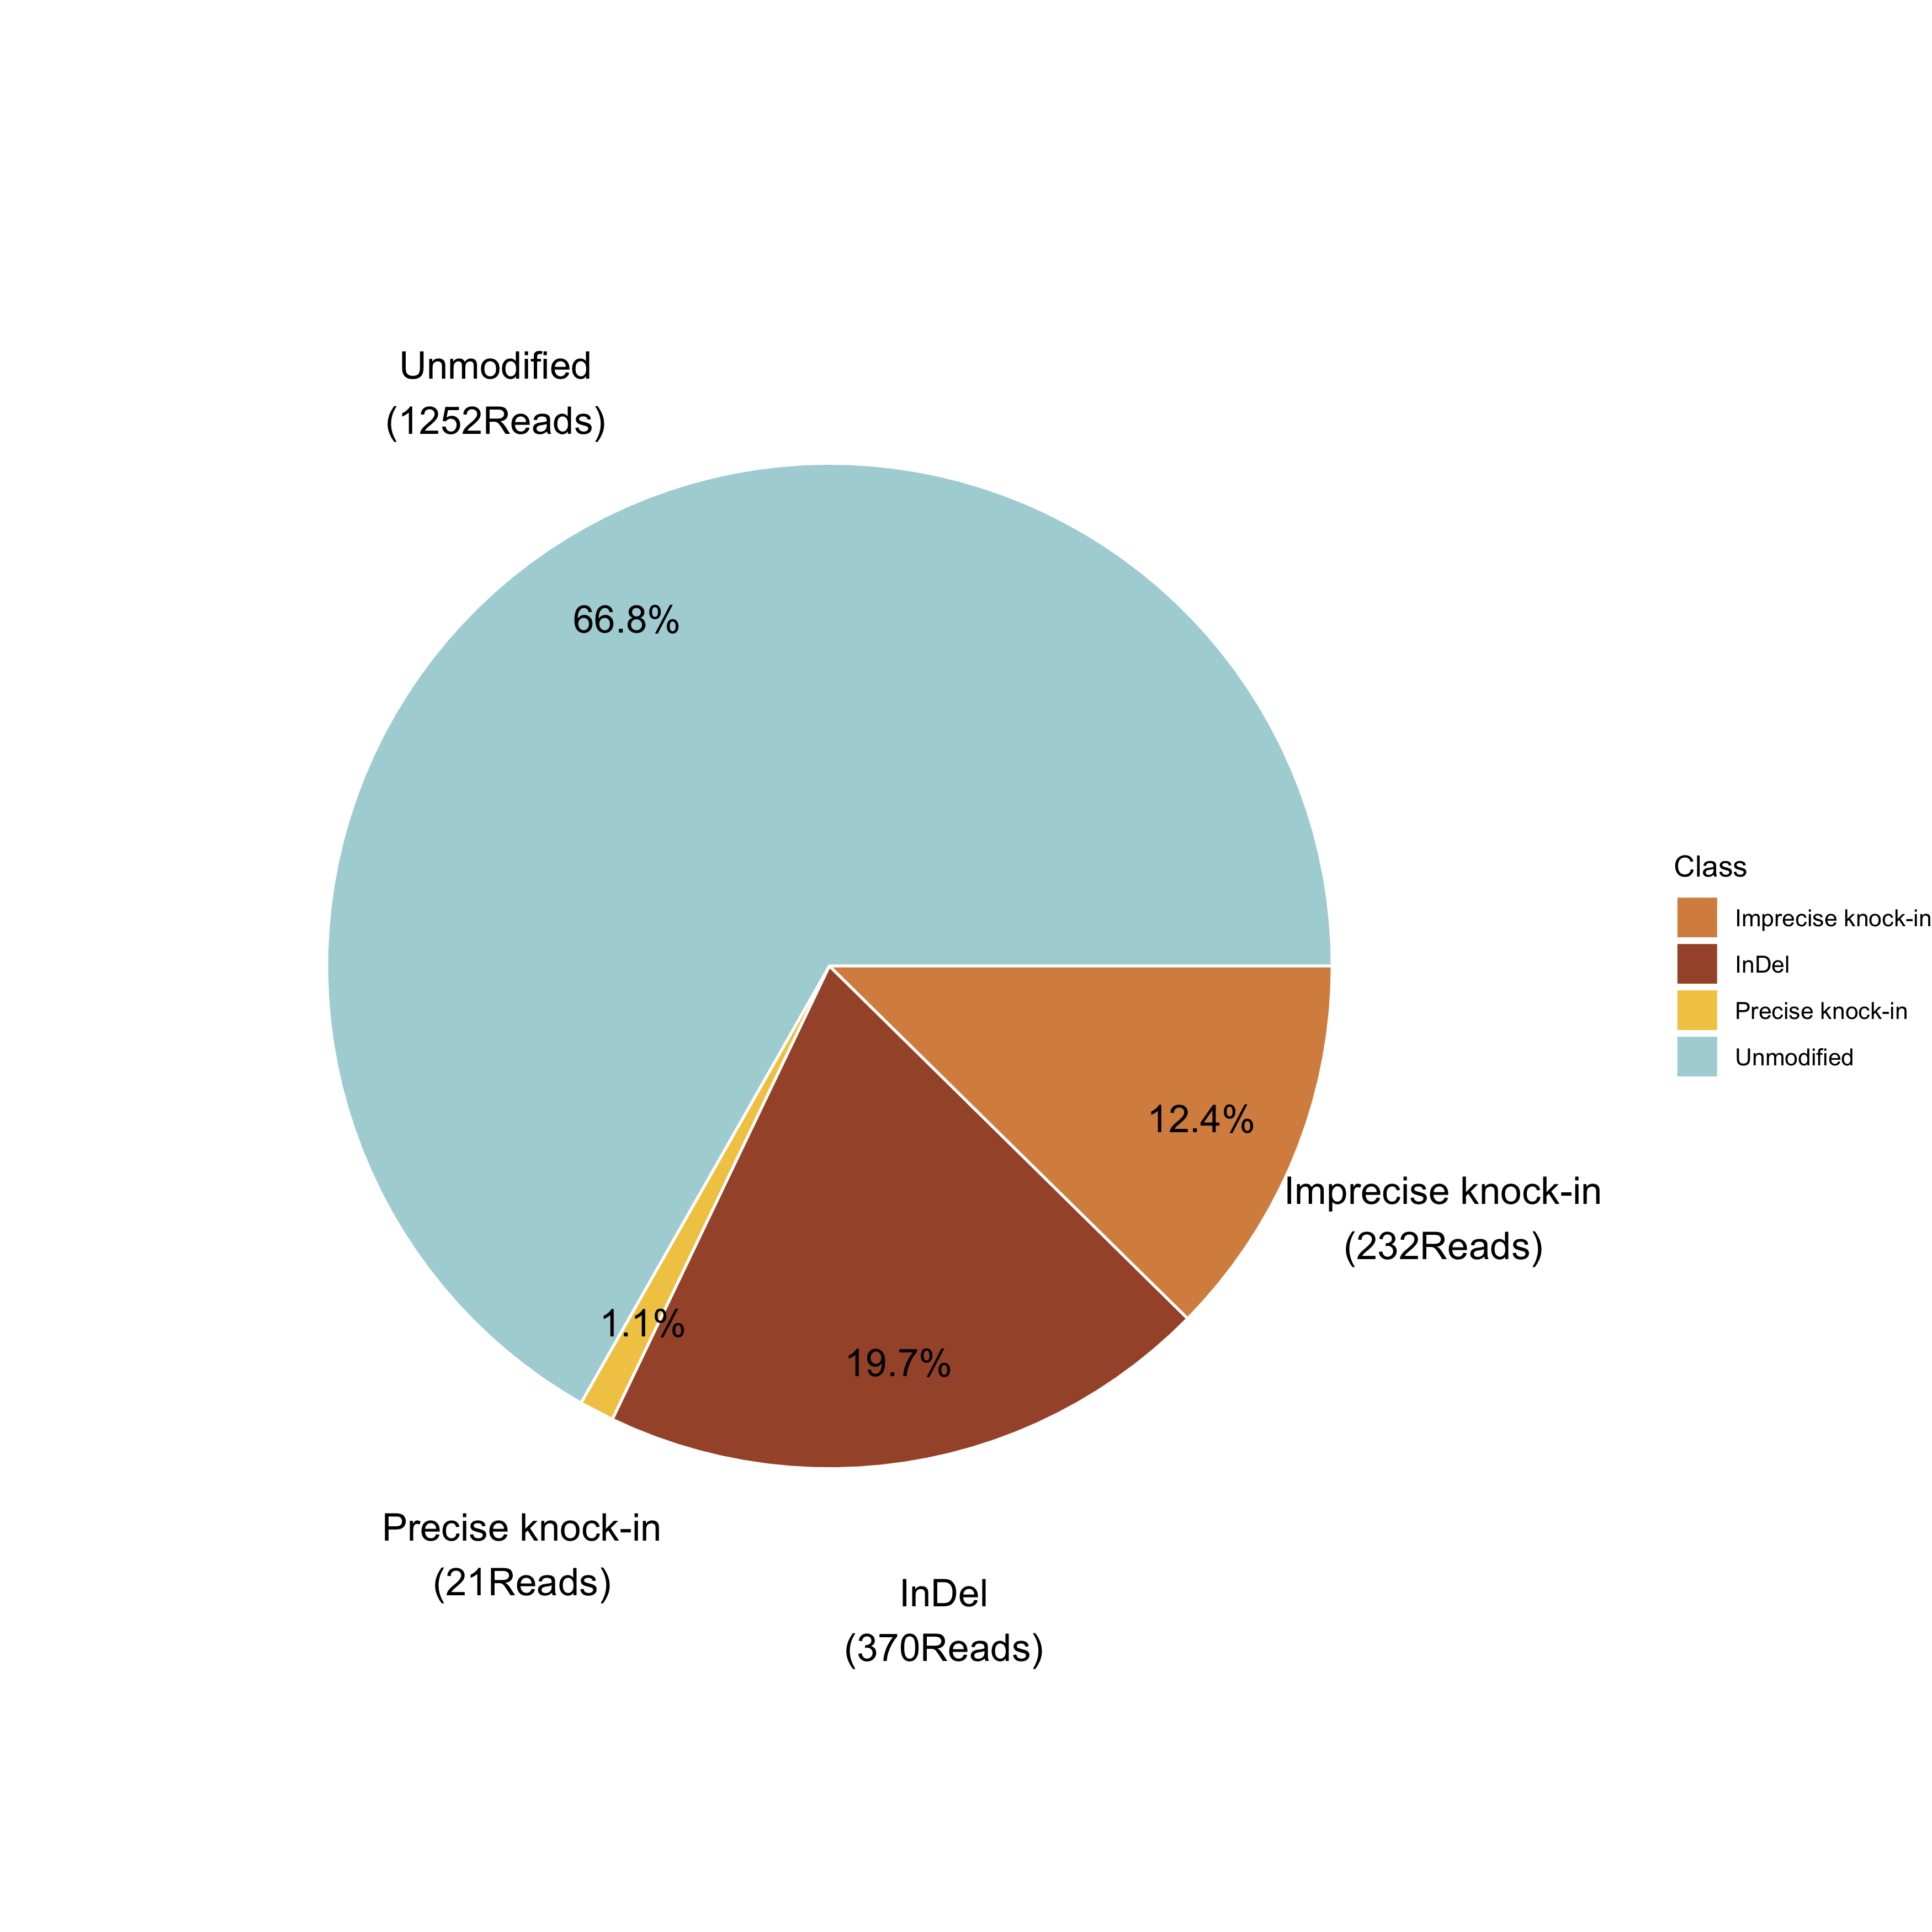 Unmodified
(1252Reads)
66.8%
12.4%
Imprecise knock-in
(232Reads)
1.1%
19.7%
Precise knock-in
(21Reads)
InDel
(370Reads)
Class
Imprecise knock-in
InDel
Precise knock-in
Unmodified